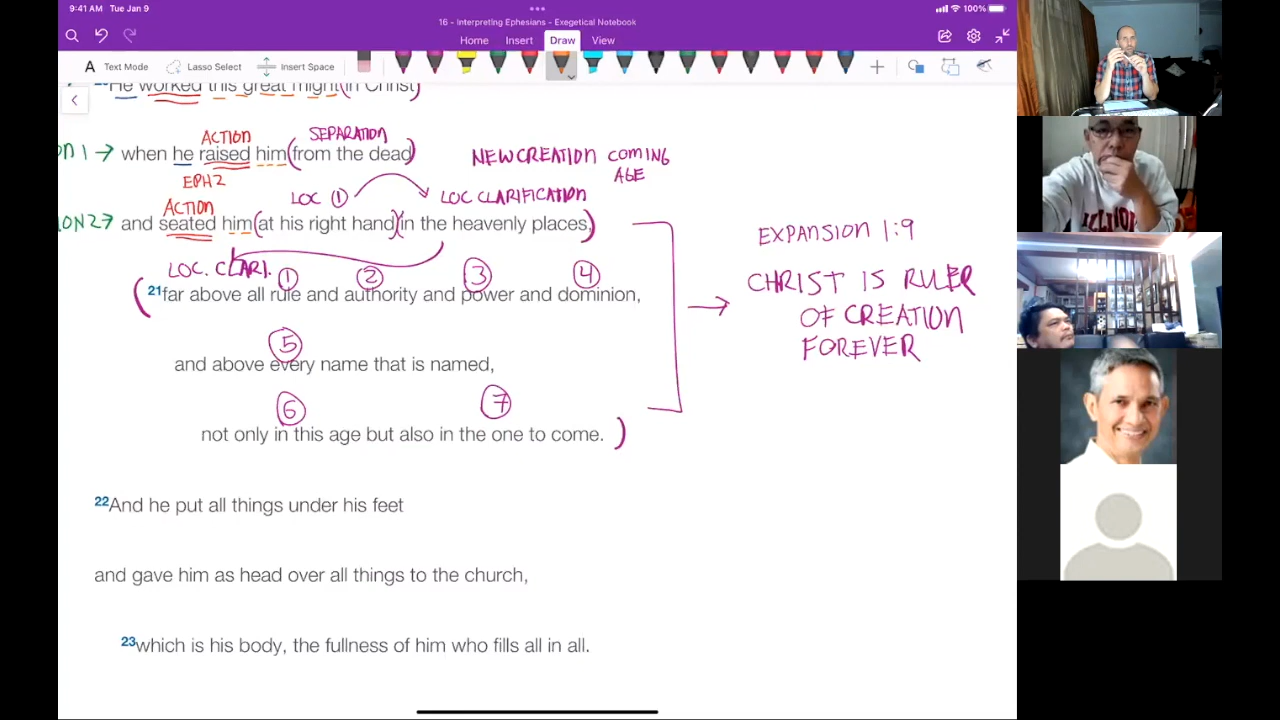 9:41 AM Tue Jan 9
100%
16 - Interpreting Ephesians - Exegetical Notebook
Home Insert Draw View
A Text Mode Lasso Select Insert Space
He worked this great might (in Christ)
ACTION SEPARATION
ON 1 → when he raised him (from the dead) NEW CREATION COMING
AGE
EPH 2
ACTION LOC ① LOC CLARIFICATION
ION 2 → and seated him (at his right hand) (in the heavenly places,)
EXPANSION 1:9
LOC. CLARI. ① ② ③ ④
CHRIST IS RULER
(21far above all rule and authority and power and dominion,
OF CREATION
FOREVER
⑤
and above every name that is named,
⑥ ⑦
not only in this age but also in the one to come. )
22And he put all things under his feet
and gave him as head over all things to the church,
23which is his body, the fullness of him who fills all in all.